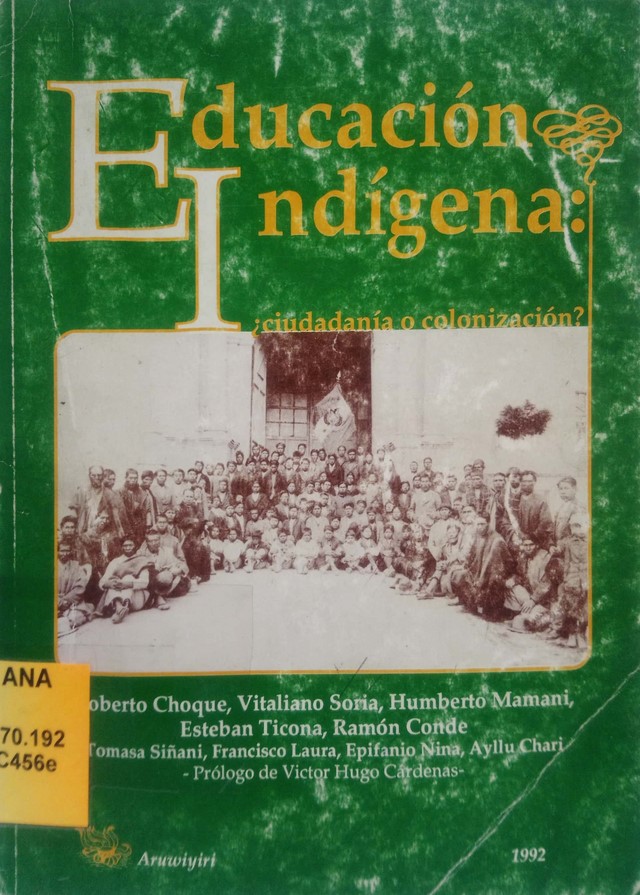 Educación
Indígena:
¿ciudadanía o colonización?
Roberto Choque, Vitaliano Soria, Humberto Mamani,
Esteban Ticona, Ramón Conde
Tomasa Siñani, Francisco Laura, Epifanio Nina, Ayllu Chari
- Prólogo de Victor Hugo Cárdenas-
ANA
70.192
C456e
Aruwiyiri
1992